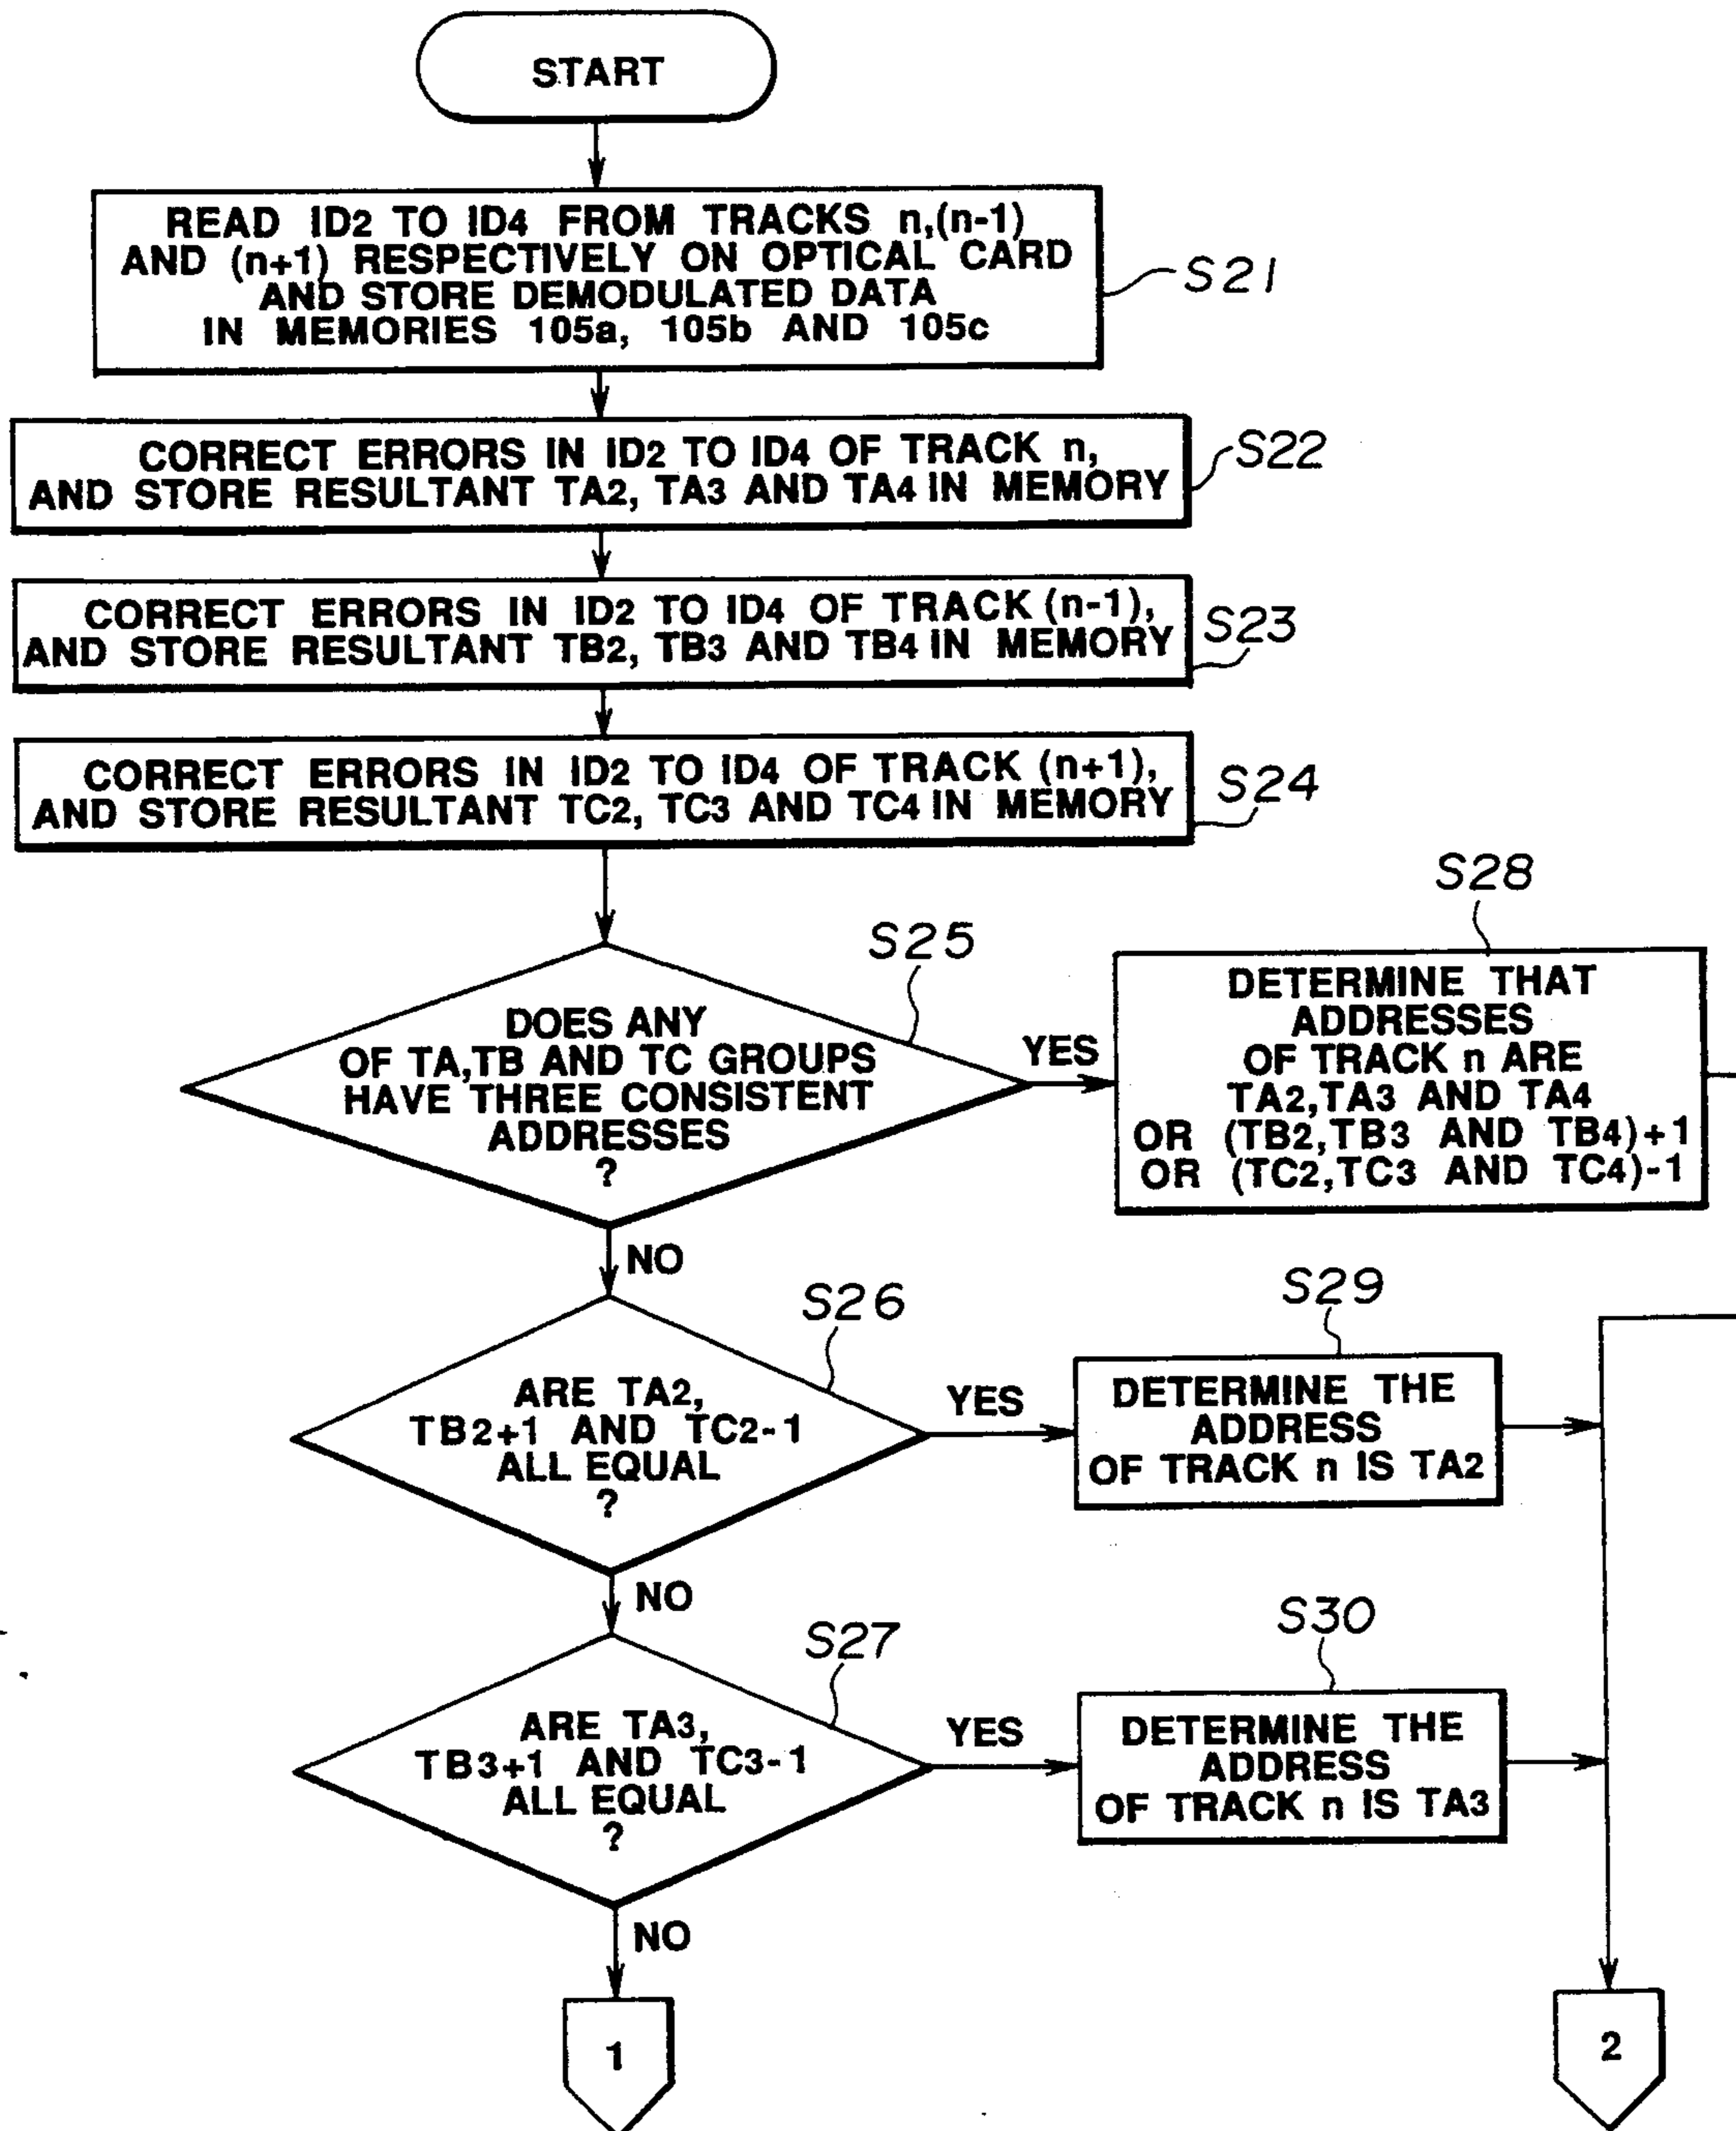 START
READ ID2 TO ID4 FROM TRACKS n,(n-1)
AND (n+1) RESPECTIVELY ON OPTICAL CARD
AND STORE DEMODULATED DATA
IN MEMORIES 105a, 105b AND 105c
S21
CORRECT ERRORS IN ID2 TO ID4 OF TRACK n,
AND STORE RESULTANT TA2, TA3 AND TA4 IN MEMORY
S22
CORRECT ERRORS IN ID2 TO ID4 OF TRACK (n-1),
AND STORE RESULTANT TB2, TB3 AND TB4 IN MEMORY
S23
CORRECT ERRORS IN ID2 TO ID4 OF TRACK (n+1),
AND STORE RESULTANT TC2, TC3 AND TC4 IN MEMORY
S24
S25
DOES ANY
OF TA,TB AND TC GROUPS
HAVE THREE CONSISTENT
ADDRESSES
?
YES
S28
DETERMINE THAT
ADDRESSES
OF TRACK n ARE
TA2,TA3 AND TA4
OR (TB2,TB3 AND TB4)+1
OR (TC2,TC3 AND TC4)-1
NO
S26
ARE TA2,
TB2+1 AND TC2-1
ALL EQUAL
?
YES
S29
DETERMINE THE
ADDRESS
OF TRACK n IS TA2
NO
S27
ARE TA3,
TB3+1 AND TC3-1
ALL EQUAL
?
YES
S30
DETERMINE THE
ADDRESS
OF TRACK n IS TA3
NO
1
2